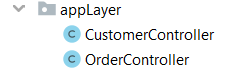 appLayer
C CustomerController
C OrderController